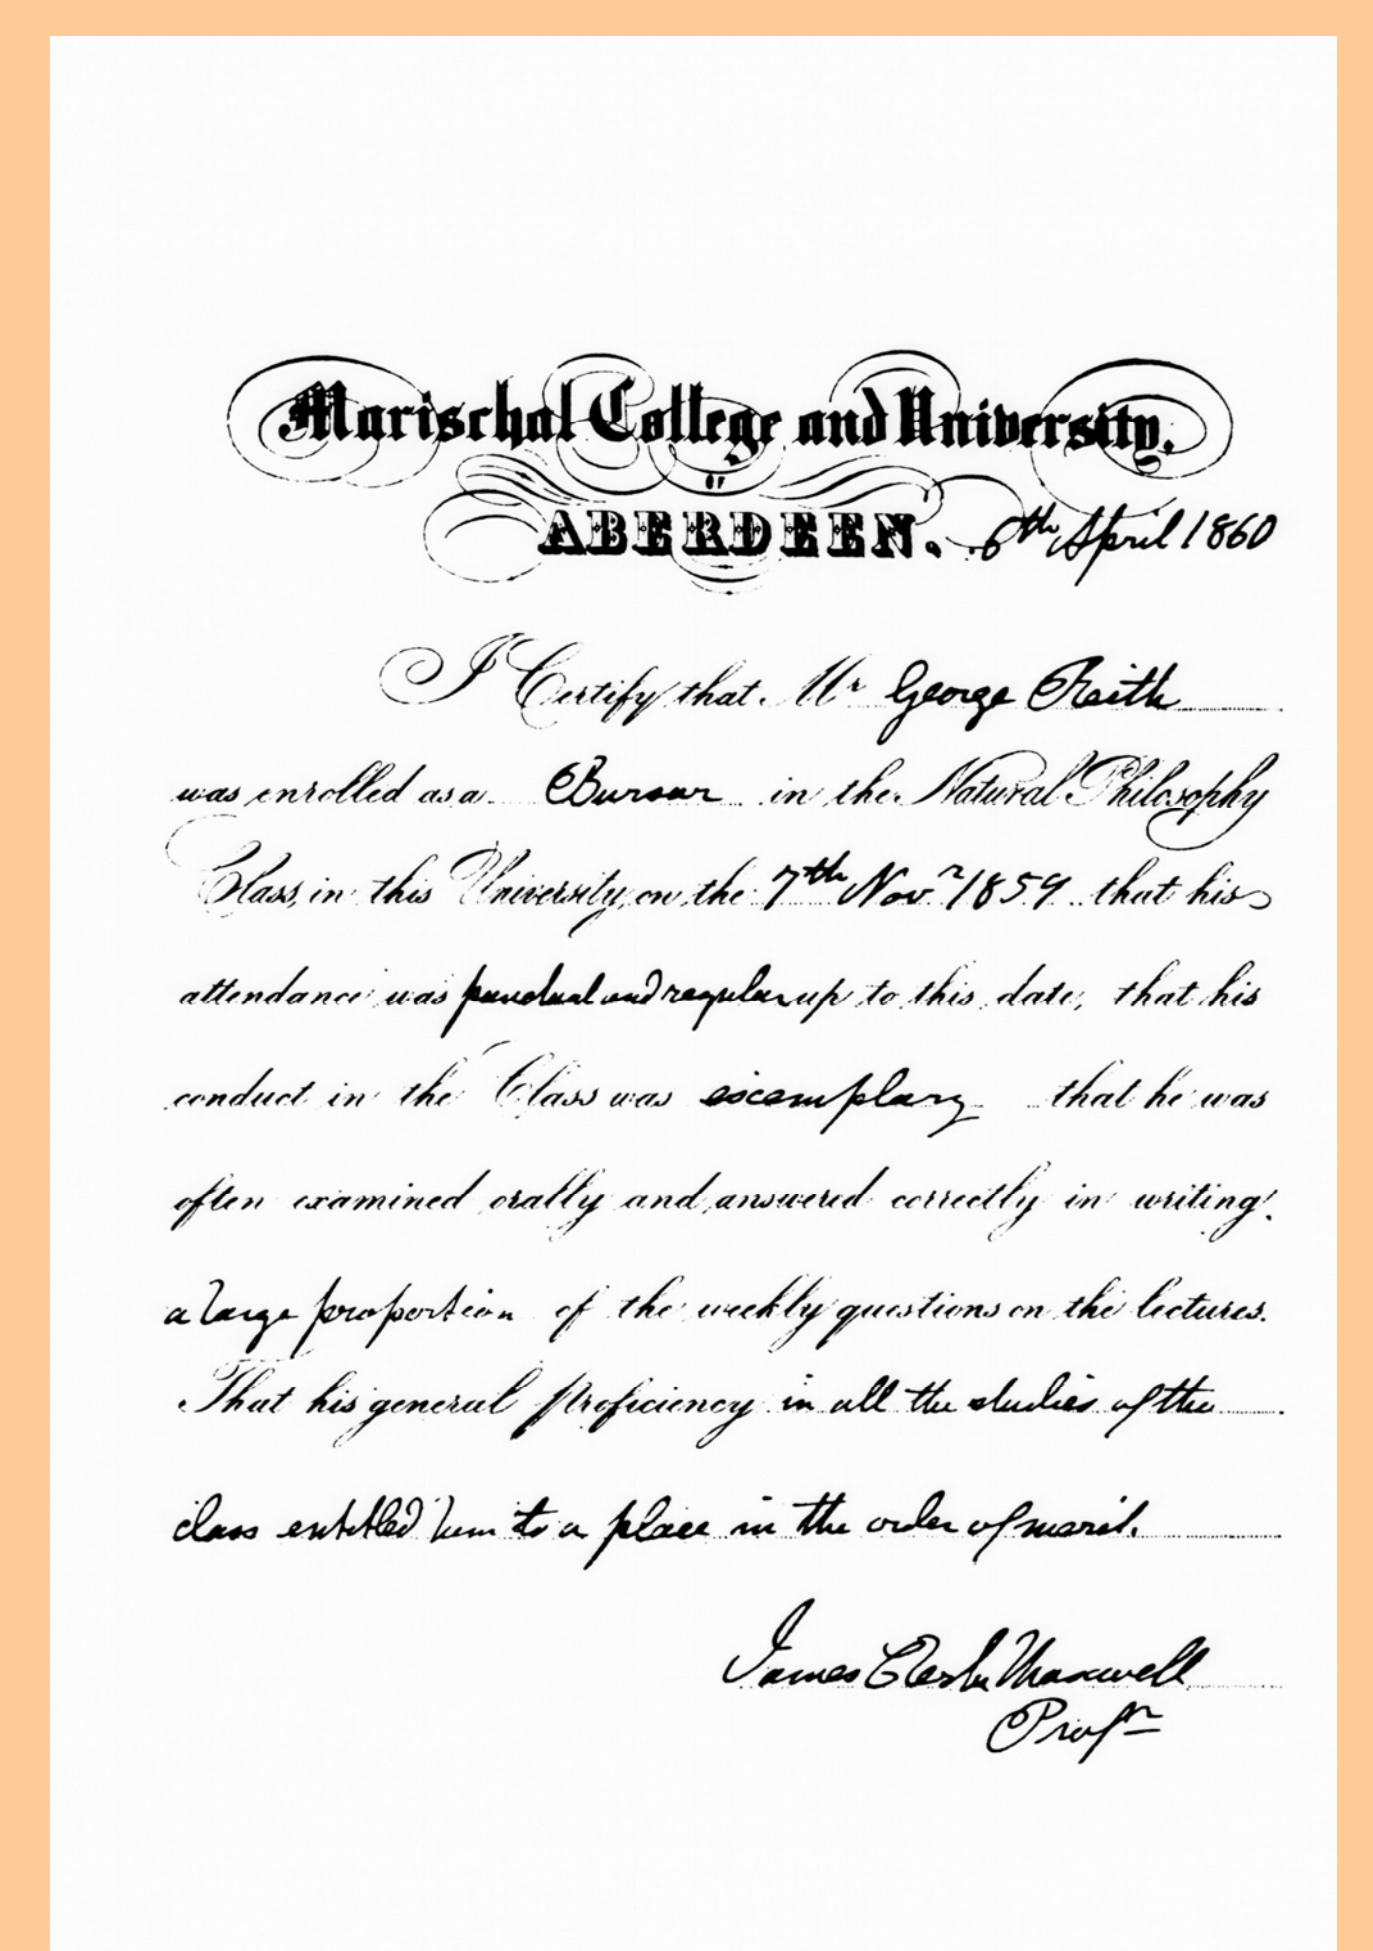 Marischal College and University,
OF
ABERDEEN. 6th April 1860
I Certify that Mr George Reith
was enrolled as a Bursar in the Natural Philosophy
Class, in this University, on the 7th Novr 1859 that his
attendance was punctual and regular up to this date, that his
conduct in the Class was exemplary that he was
often examined orally and answered correctly in writing.
a large proportion of the weekly questions on the lectures.
That his general proficiency in all the studies of the
class entitled him to a place in the order of merit.
James Clerk Maxwell
Profr